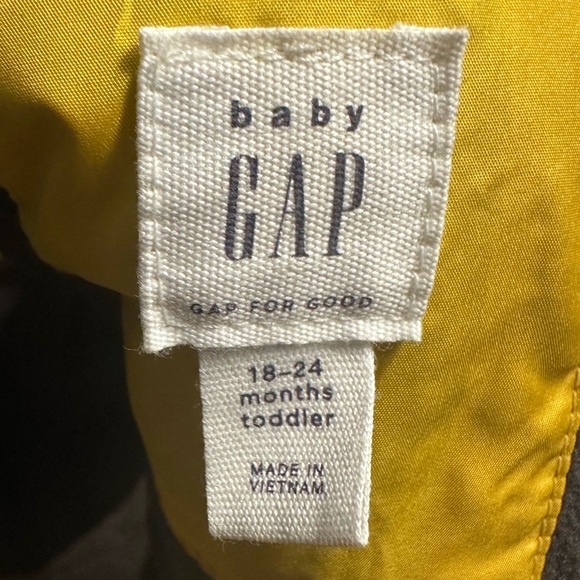 baby
GAP
GAP FOR GOOD
18-24
months
toddler
MADE IN
VIETNAM